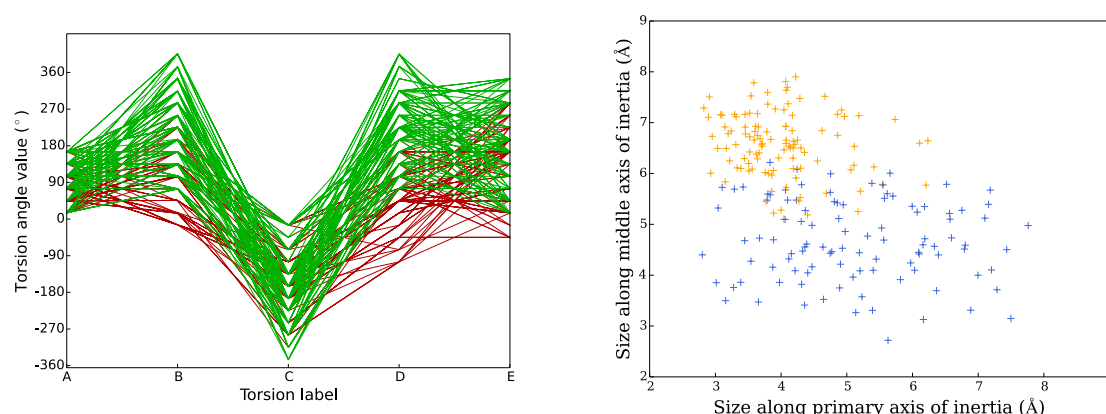 Torsion angle value (°)
360
270
180
90
0
-90
-180
-270
-360
A B C D E
Torsion label
Size along middle axis of inertia (Å)
9
8
7
6
5
4
3
2
2 3 4 5 6 7 8
Size along primary axis of inertia (Å)